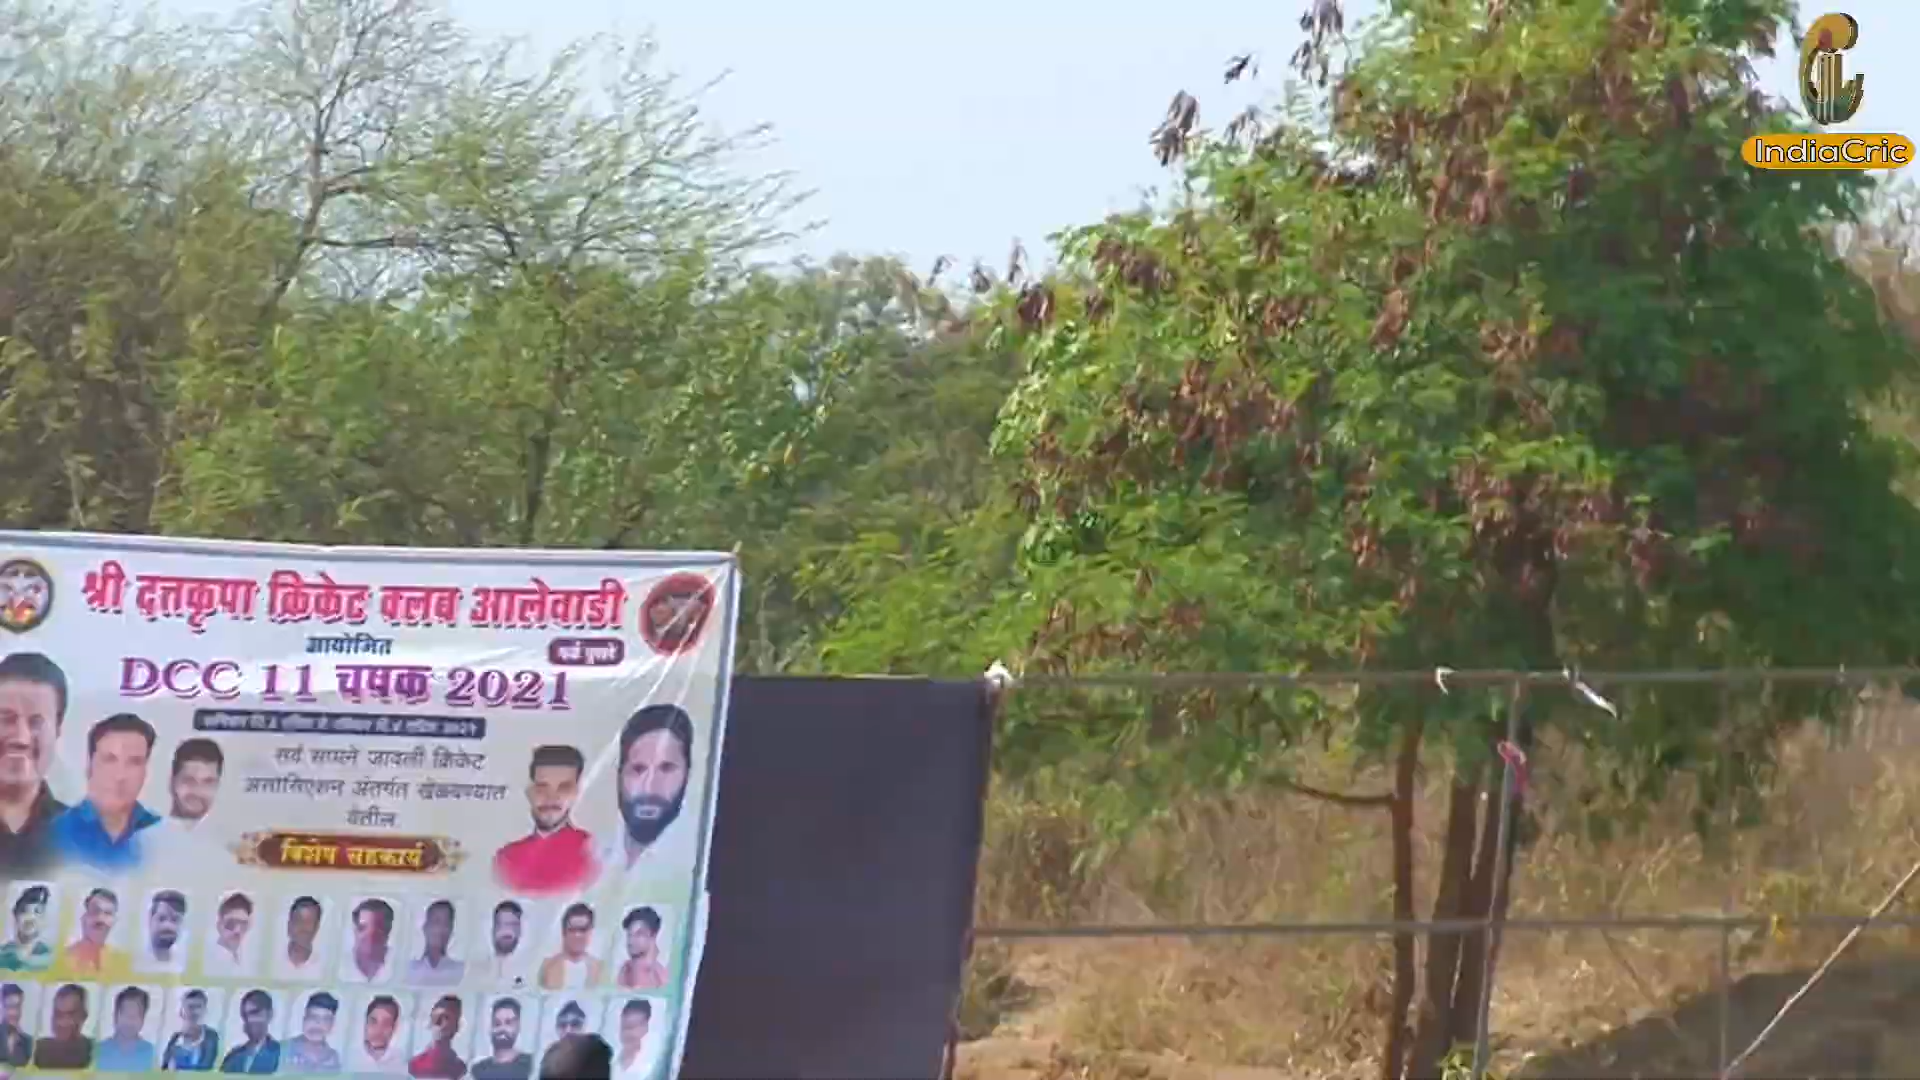 IndiaCric
श्री दत्तकृपा क्रिकेट क्लब आलेवाडी
आयोजित
DCC 11 चषक 2021
सर्व सामने जावली क्रिकेट
असोसिएशन अंतर्गत खेळवण्यात
येतील
विशेष सहकार्य